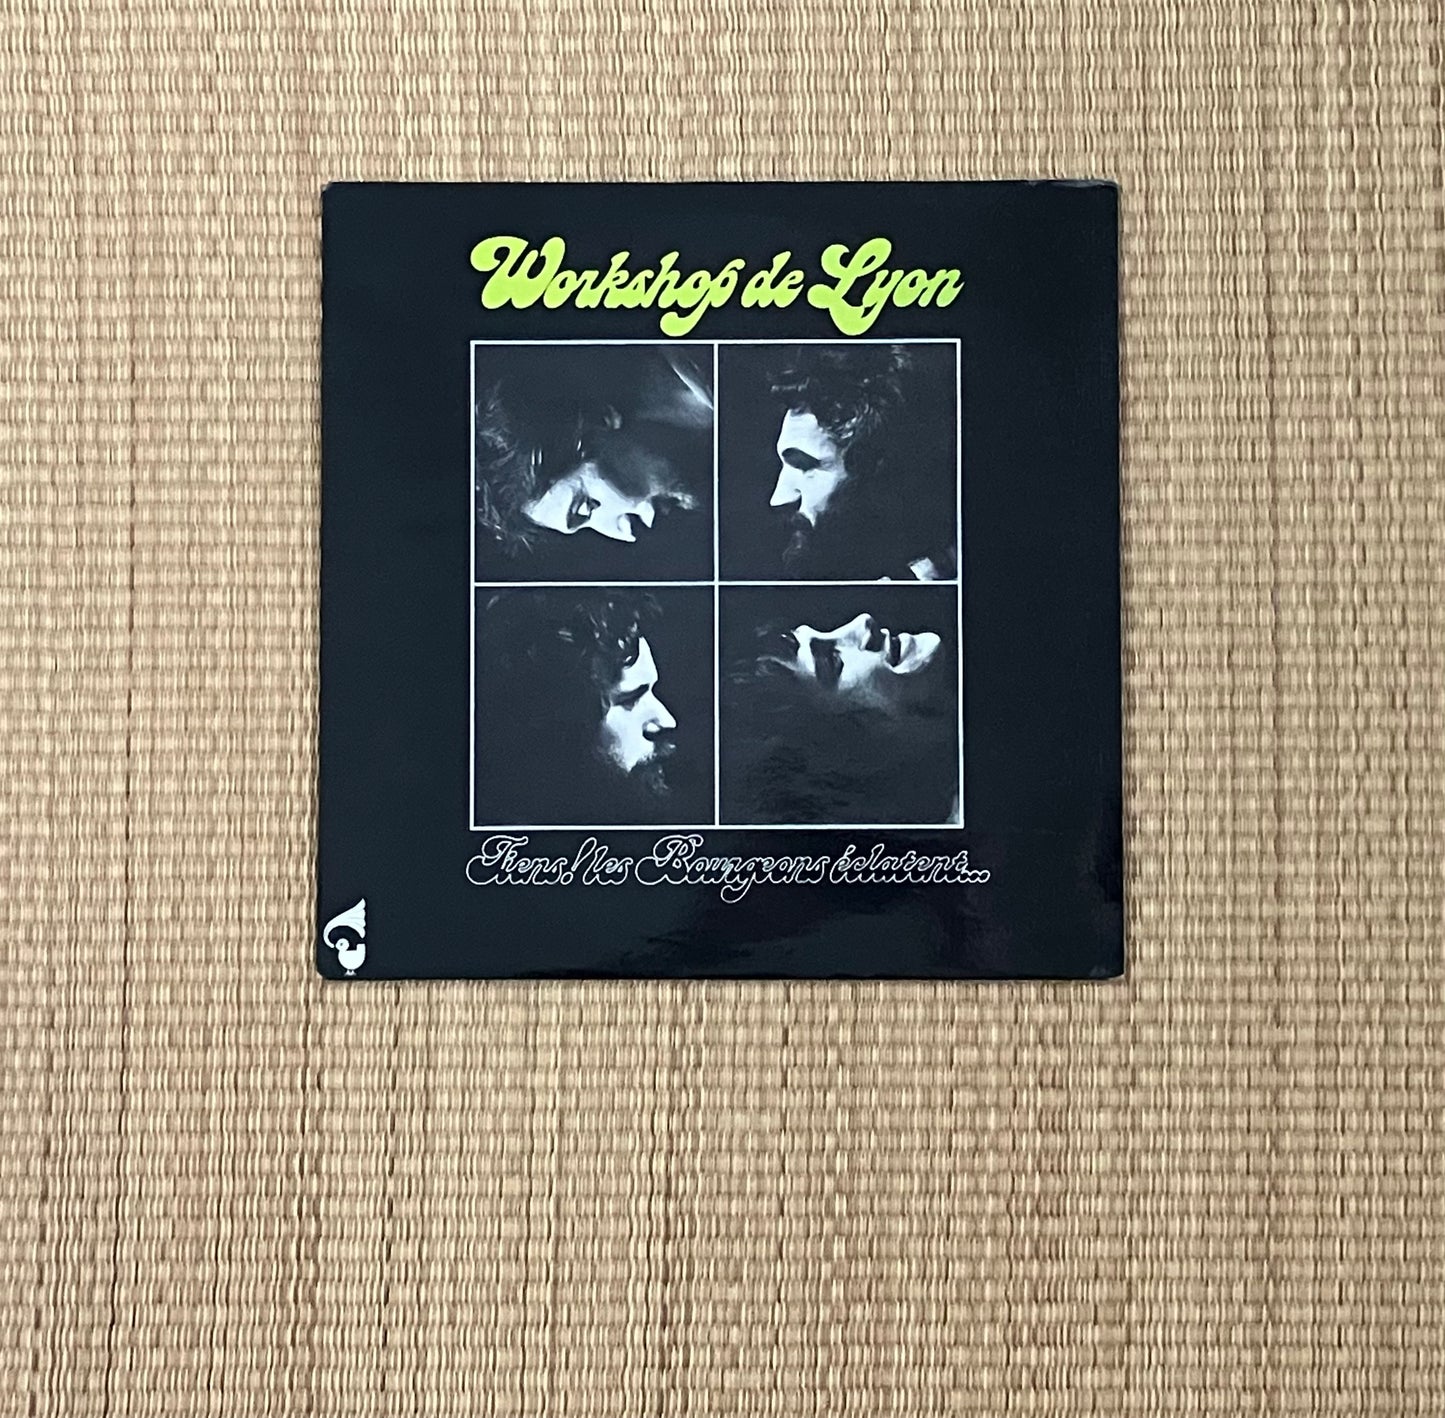 Workshop de Lyon
Tiens! les Bourgeons éclatent...